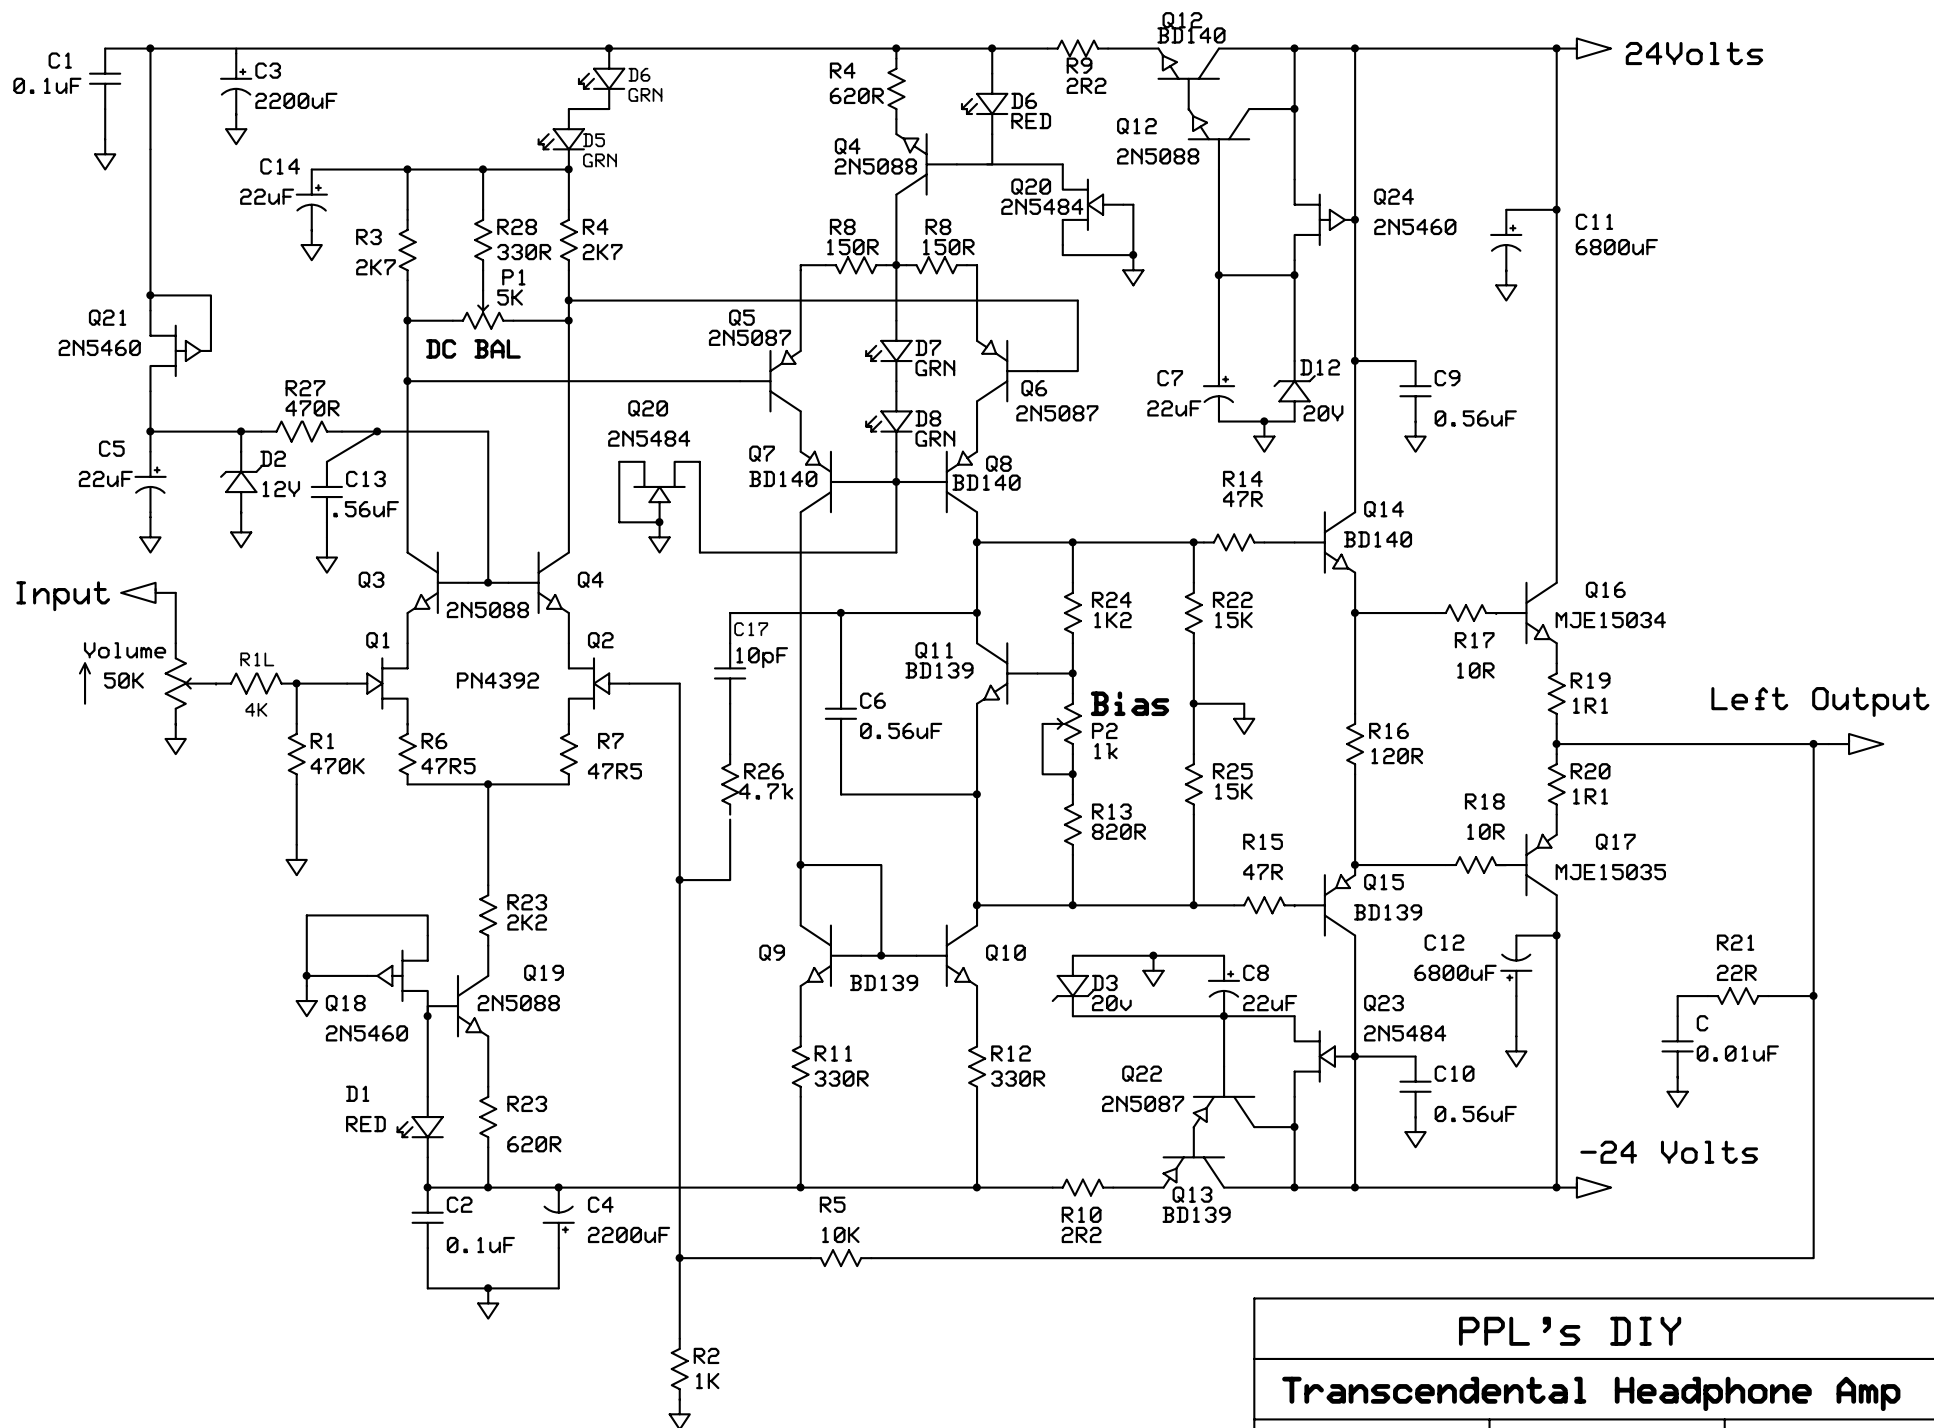 C1
0.1uF
C3
2200uF
D6
GRN
D5
GRN
R4
620R
D6
RED
R9
2R2
Q12
BD140
24Volts
Q12
2N5088
Q4
2N5088
C14
22uF
Q20
2N5484
Q24
2N5460
C11
6800uF
R3
2K7
R28
330R
P1
5K
R4
2K7
R8
150R
R8
150R
Q21
2N5460
DC BAL
Q5
2N5087
D7
GRN
Q6
2N5087
C7
22uF
D12
20V
C9
0.56uF
R27
470R
Q20
2N5484
D8
GRN
C5
22uF
D2
12V
C13
.56uF
Q7
BD140
Q8
BD140
R14
47R
Q14
BD140
Input
Q3
2N5088
Q4
Volume
50K
R1L
4K
Q1
PN4392
Q2
C17
10pF
Q11
BD139
R24
1K2
R22
15K
R17
10R
Q16
MJE15034
R19
1R1
Left Output
C6
0.56uF
Bias
P2
1k
R1
470K
R6
47R5
R7
47R5
R26
4.7k
R16
120R
R25
15K
R20
1R1
R13
820R
R18
10R
Q17
MJE15035
R15
47R
Q15
BD139
R23
2K2
Q9
BD139
Q10
D3
20v
C8
22uF
C12
6800uF
R21
22R
Q18
2N5460
Q19
2N5088
Q23
2N5484
C
0.01uF
R11
330R
R12
330R
Q22
2N5087
C10
0.56uF
D1
RED
R23
620R
-24 Volts
C2
0.1uF
C4
2200uF
R5
10K
R10
2R2
Q13
BD139
R2
1K
PPL's DIY
Transcendental Headphone Amp